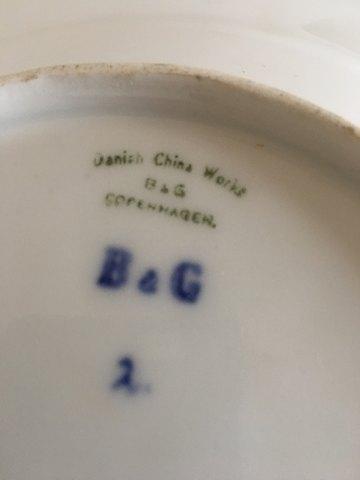 Danish China Works
B & G
COPENHAGEN.
B & G
2.